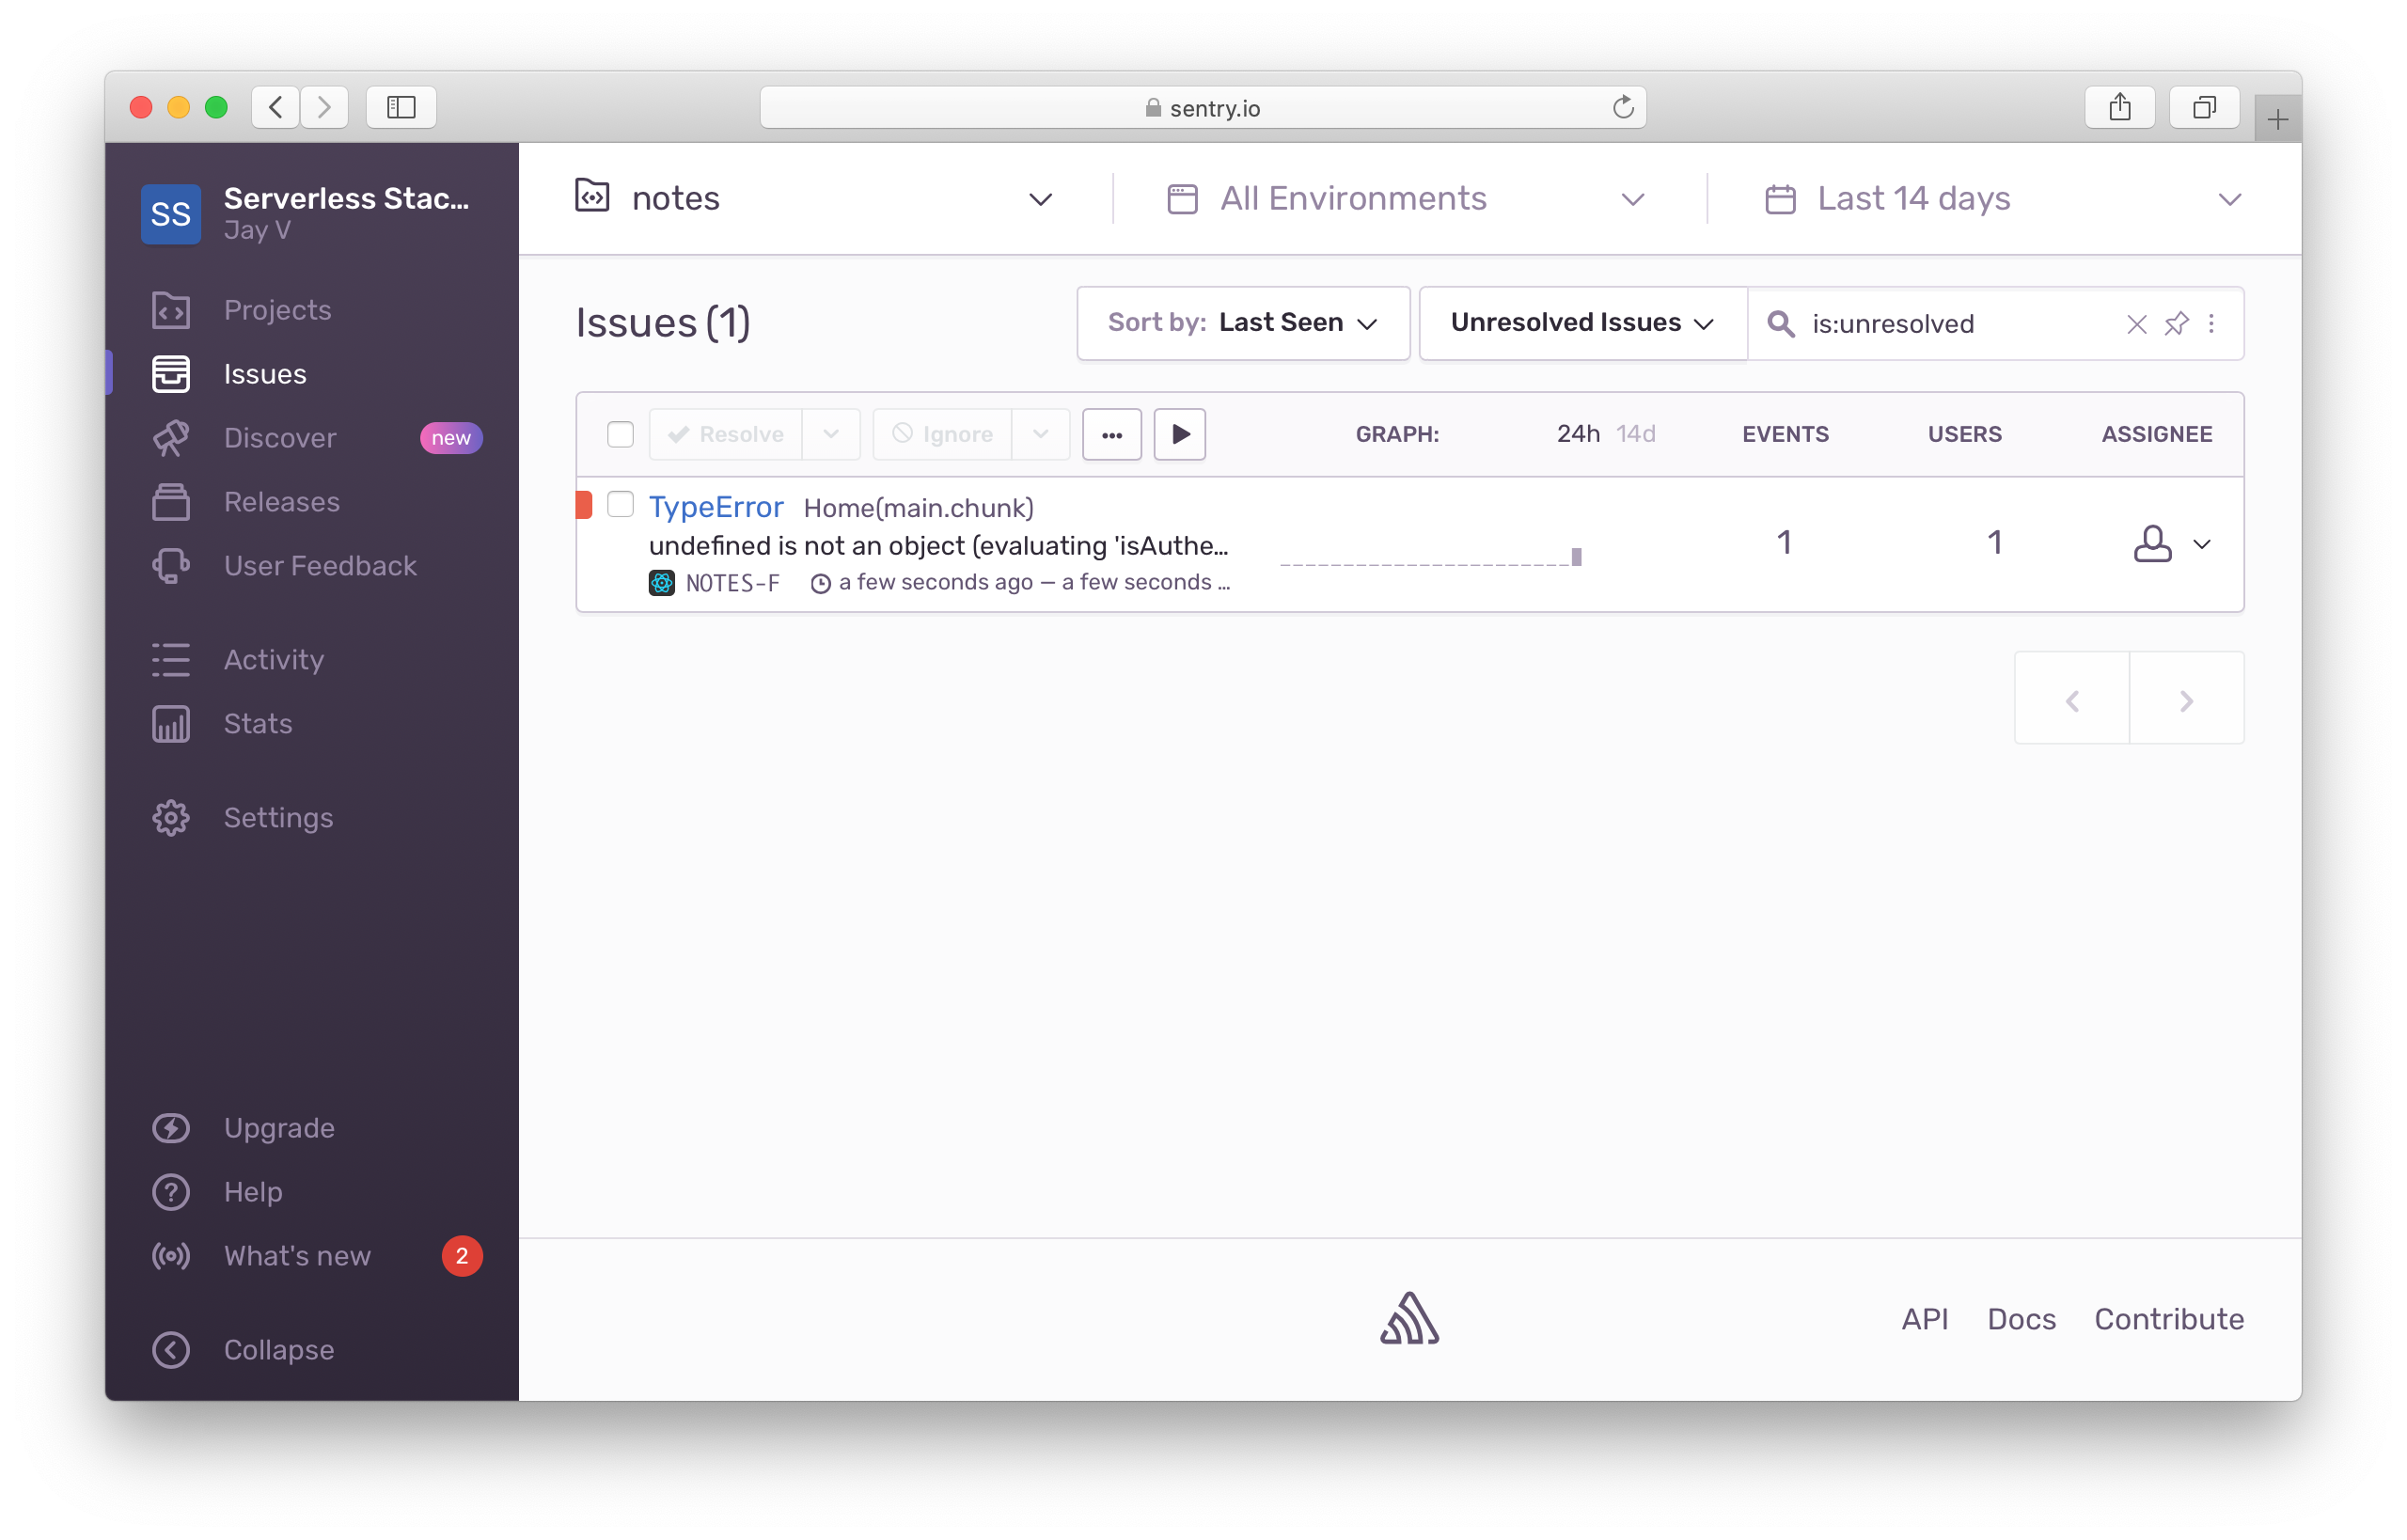 sentry.io
SS
Serverless Stac...
Jay V
Projects
Issues
Discover
new
Releases
User Feedback
Activity
Stats
Settings
Upgrade
Help
What's new
2
Collapse
notes
All Environments
Last 14 days
Issues (1)
Sort by: Last Seen
Unresolved Issues
is:unresolved
Resolve
Ignore
GRAPH:
24h 14d
EVENTS
USERS
ASSIGNEE
TypeError Home(main.chunk)
undefined is not an object (evaluating 'isAuthe...
NOTES-F a few seconds ago — a few seconds ...
1
1
API
Docs
Contribute